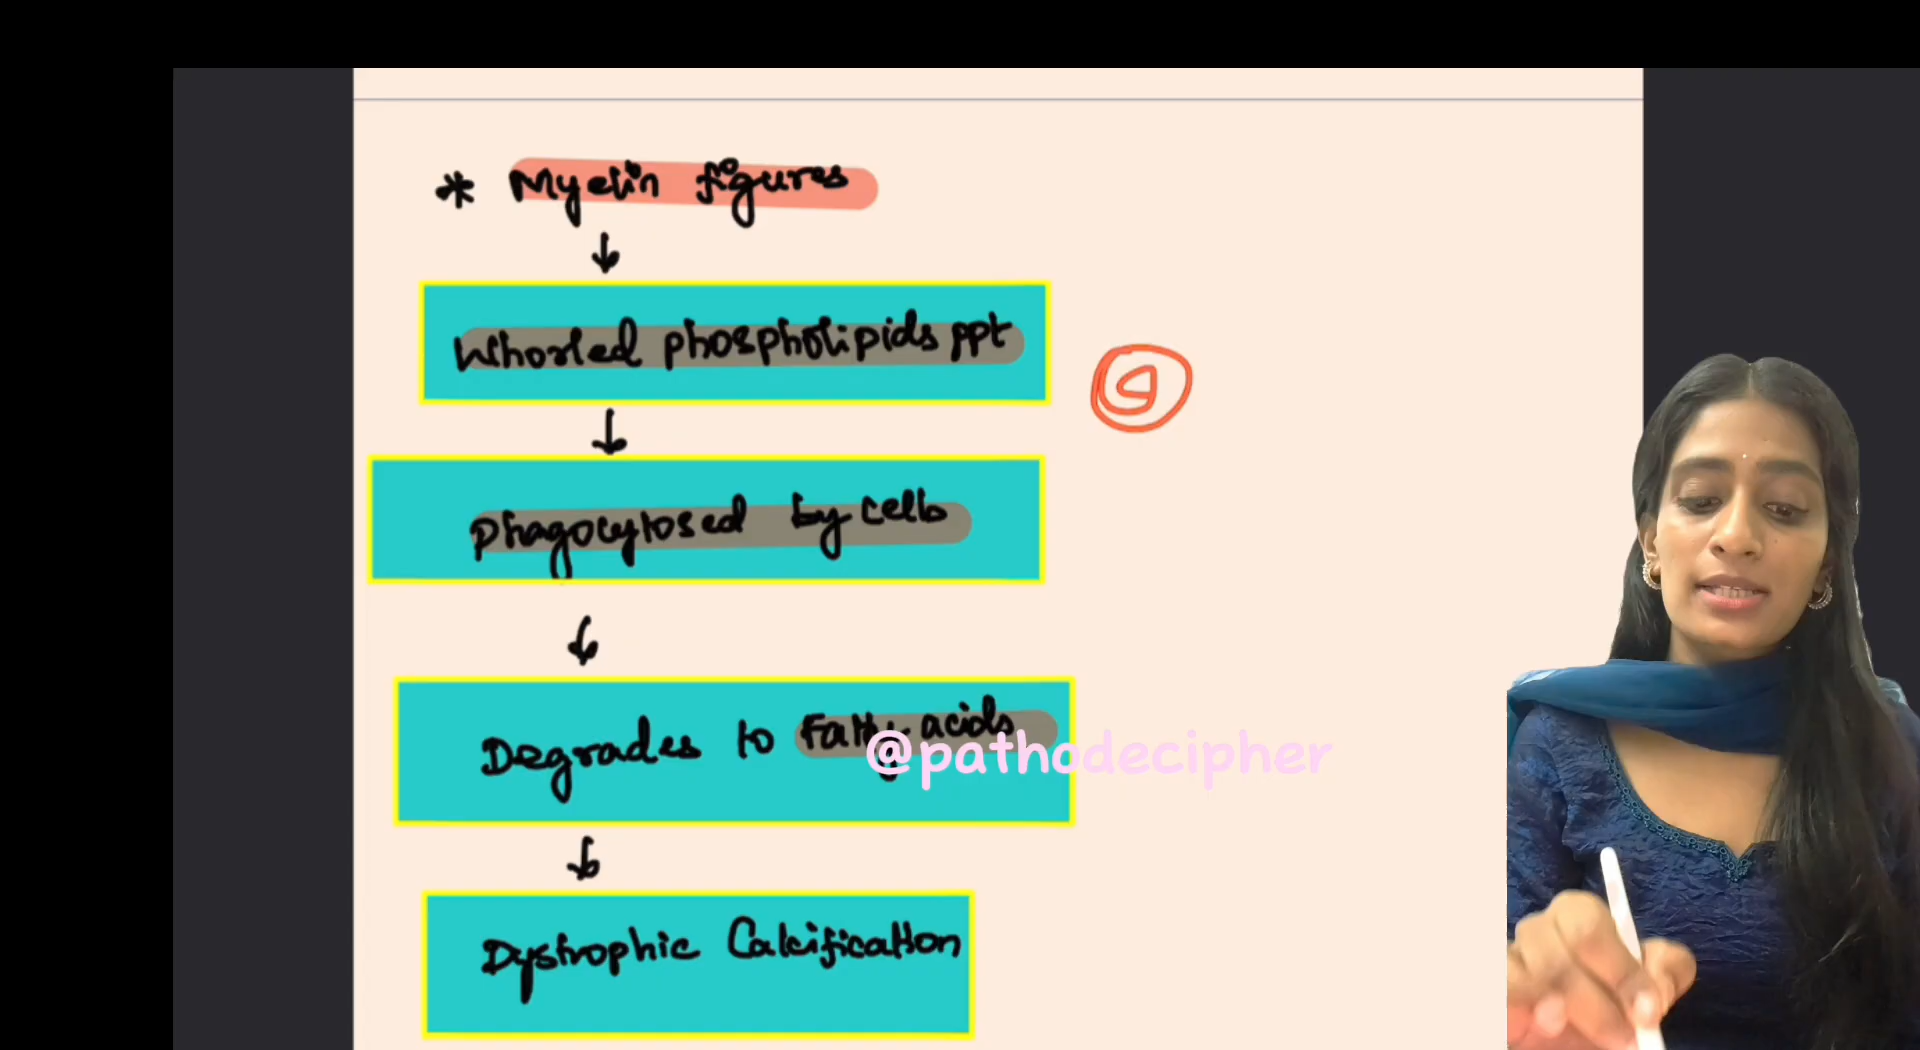 * Myelin figures
↓
Whorled phospholipids ppt
↓
Phagocytosed by cells
↓
Degrades to Fatty acids
@pathodecipher
↓
Dystrophic Calcification